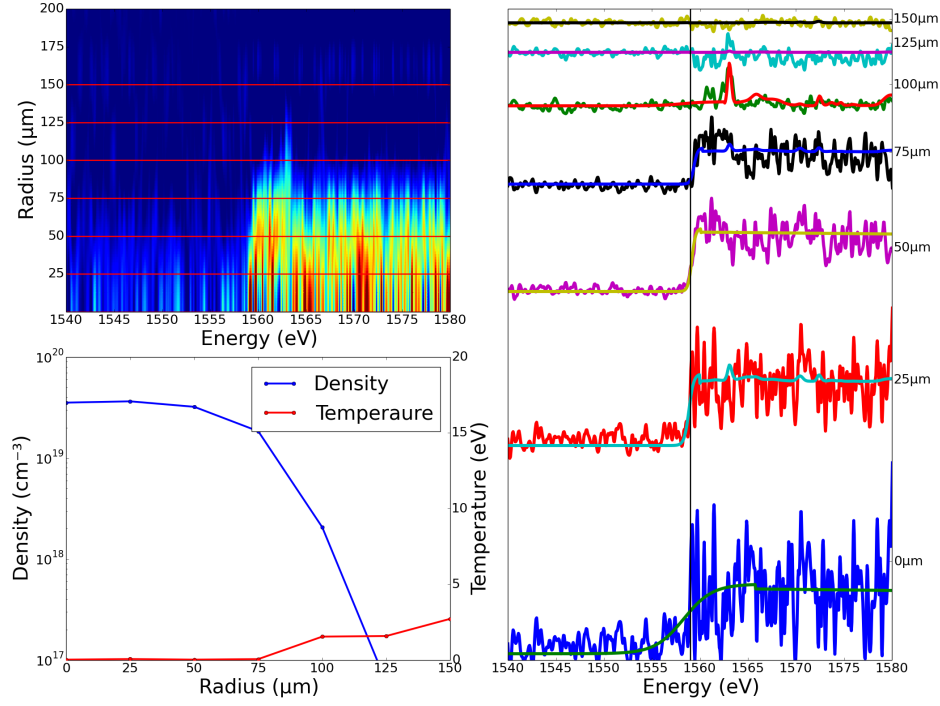 200
175
150
125
100
75
50
25
Radius (μm)
1540 1545 1550 1555 1560 1565 1570 1575 1580
Energy (eV)
10²⁰
10¹⁹
10¹⁸
10¹⁷
Density (cm⁻³)
Density
Temperaure
20
15
10
5
0
Temperature (eV)
0 25 50 75 100 125 150
Radius (μm)
150μm
125μm
100μm
75μm
50μm
25μm
0μm
1540 1545 1550 1555 1560 1565 1570 1575 1580
Energy (eV)